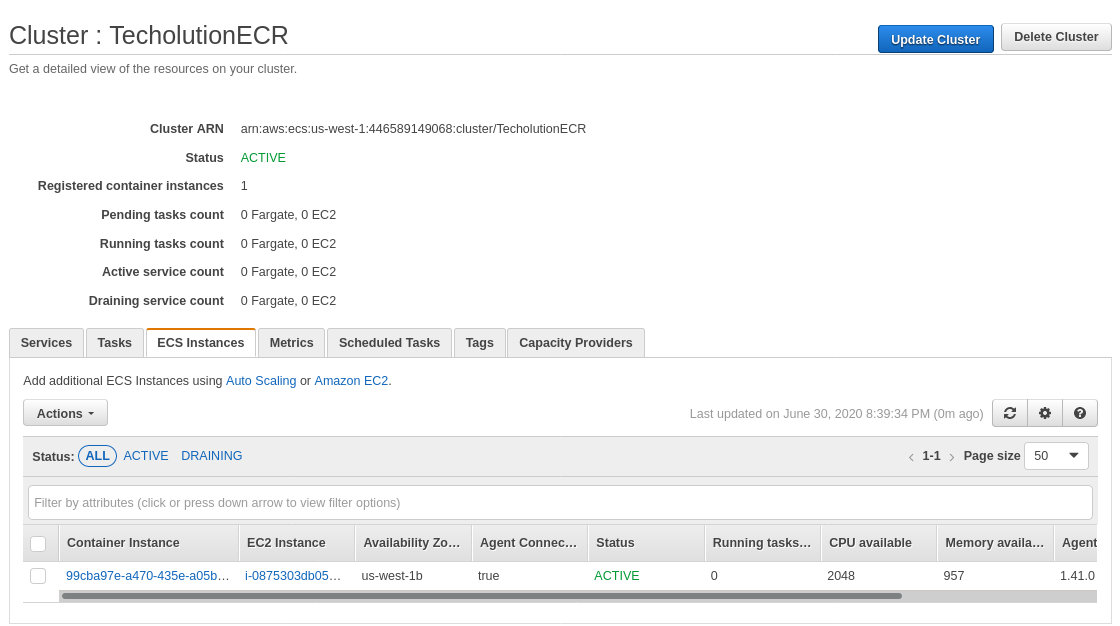 Cluster : TecholutionECR
Update Cluster
Delete Cluster
Get a detailed view of the resources on your cluster.
Cluster ARN arn:aws:ecs:us-west-1:446589149068:cluster/TecholutionECR
Status ACTIVE
Registered container instances 1
Pending tasks count 0 Fargate, 0 EC2
Running tasks count 0 Fargate, 0 EC2
Active service count 0 Fargate, 0 EC2
Draining service count 0 Fargate, 0 EC2
Services Tasks ECS Instances Metrics Scheduled Tasks Tags Capacity Providers
Add additional ECS Instances using Auto Scaling or Amazon EC2.
Actions Last updated on June 30, 2020 8:39:34 PM (0m ago)
Status: ALL ACTIVE DRAINING ‹ 1-1 › Page size 50
Filter by attributes (click or press down arrow to view filter options)
Container Instance EC2 Instance Availability Zo... Agent Connec... Status Running tasks... CPU available Memory availa... Agent
99cba97e-a470-435e-a05b... i-0875303db05... us-west-1b true ACTIVE 0 2048 957 1.41.0